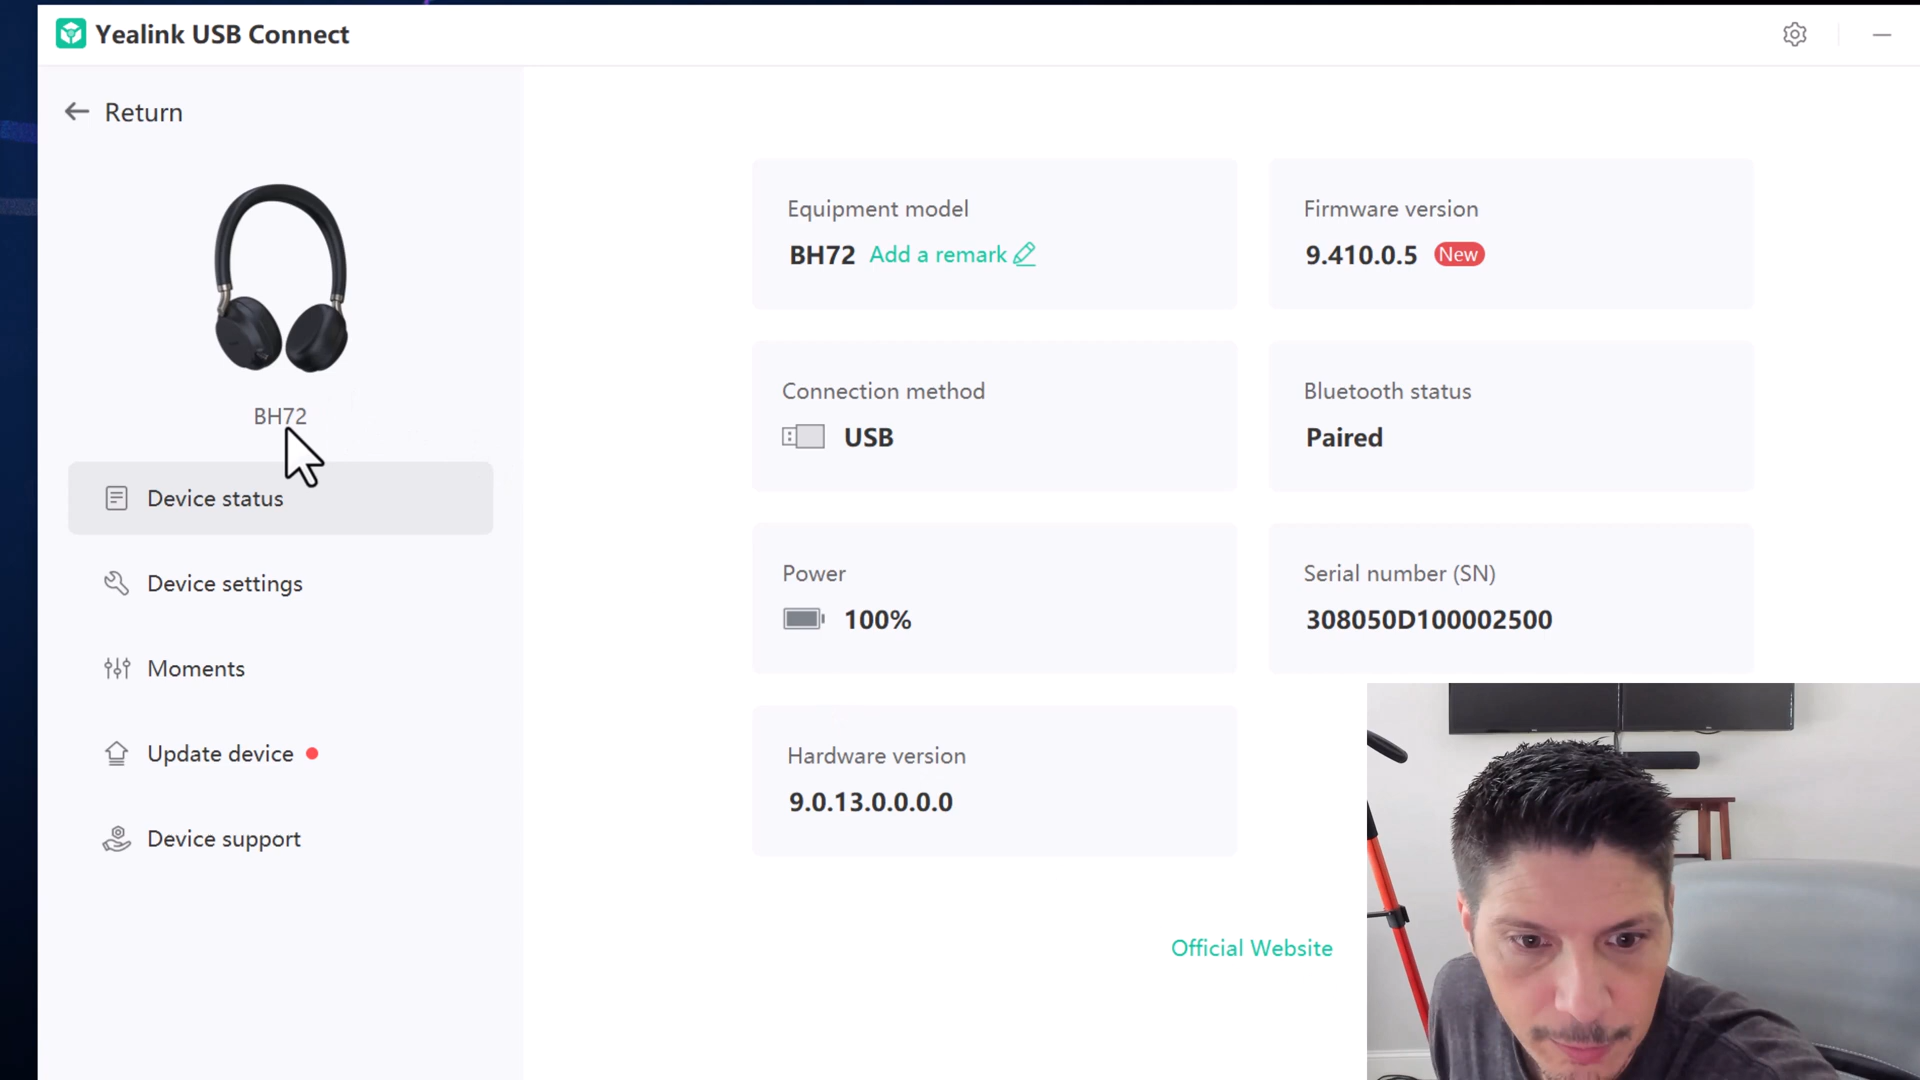 Yealink USB Connect
Return
BH72
Device status
Device settings
Moments
Update device
Device support
Equipment model
BH72 Add a remark
Firmware version
9.410.0.5 New
Connection method
USB
Bluetooth status
Paired
Power
100%
Serial number (SN)
308050D100002500
Hardware version
9.0.13.0.0.0
Official Website